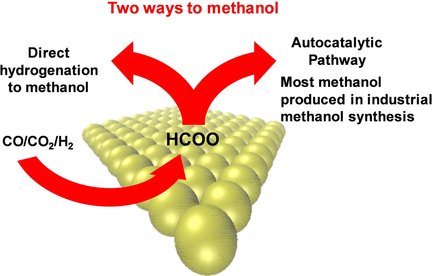 Two ways to methanol
Direct
hydrogenation
to methanol
Autocatalytic
Pathway
Most methanol
produced in industrial
methanol synthesis
HCOO
CO/CO₂/H₂